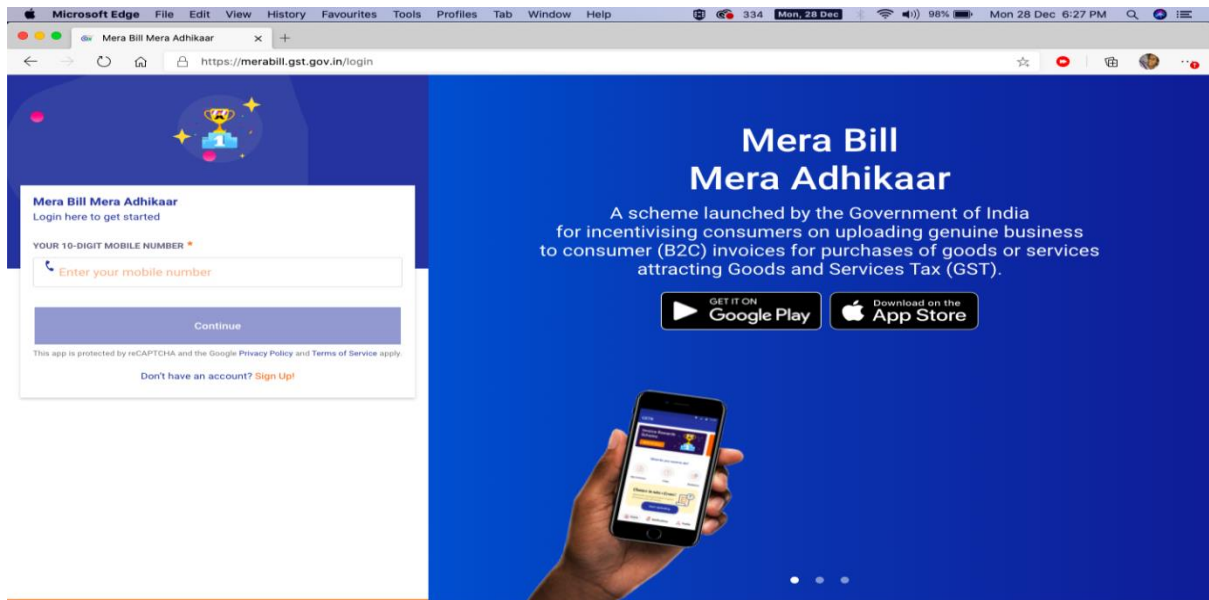 Microsoft Edge File Edit View History Favourites Tools Profiles Tab Window Help 334 Mon, 28 Dec 98% Mon 28 Dec 6:27 PM
Mera Bill Mera Adhikaar
https://merabill.gst.gov.in/login
1
Mera Bill Mera Adhikaar
Login here to get started
YOUR 10-DIGIT MOBILE NUMBER *
Enter your mobile number
Continue
This app is protected by reCAPTCHA and the Google Privacy Policy and Terms of Service apply.
Don't have an account? Sign Up!
Mera Bill
Mera Adhikaar
A scheme launched by the Government of India
for incentivising consumers on uploading genuine business
to consumer (B2C) invoices for purchases of goods or services
attracting Goods and Services Tax (GST).
GET IT ON
Google Play
Download on the
App Store